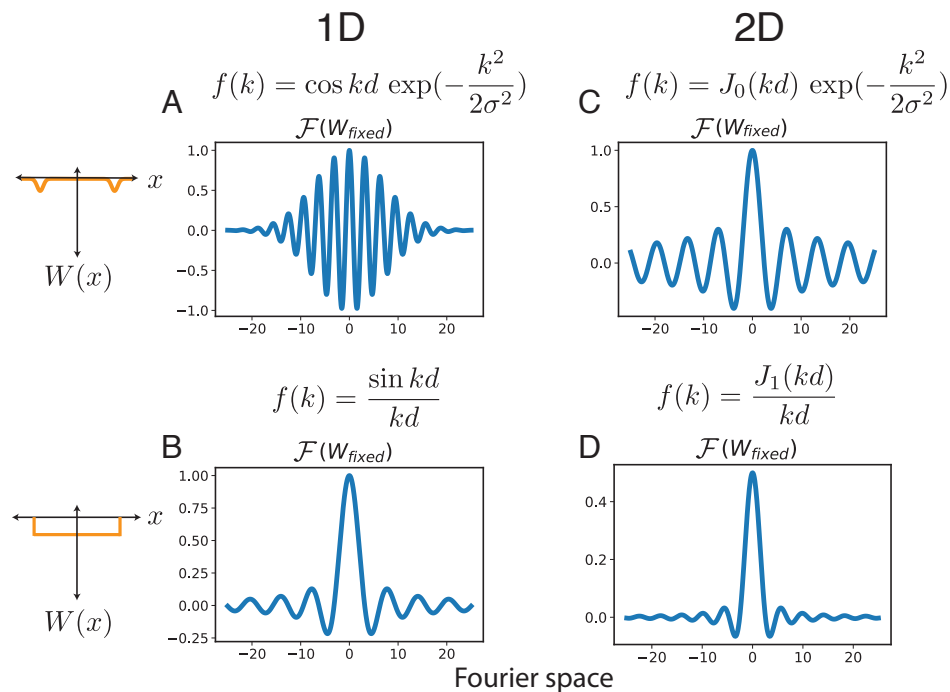 1D
2D
A
f(k) = cos kd exp(-k²/2σ²)
C
f(k) = J₀(kd) exp(-k²/2σ²)
F(W_fixed)
1.0
0.5
0.0
−0.5
−1.0
−20
−10
0
10
20
F(W_fixed)
1.0
0.5
0.0
−20
−10
0
10
20
x
W(x)
f(k) = sin kd/kd
f(k) = J₁(kd)/kd
B
F(W_fixed)
1.00
0.75
0.50
0.25
0.00
−0.25
−20
−10
0
10
20
D
F(W_fixed)
0.4
0.2
0.0
−20
−10
0
10
20
x
W(x)
Fourier space